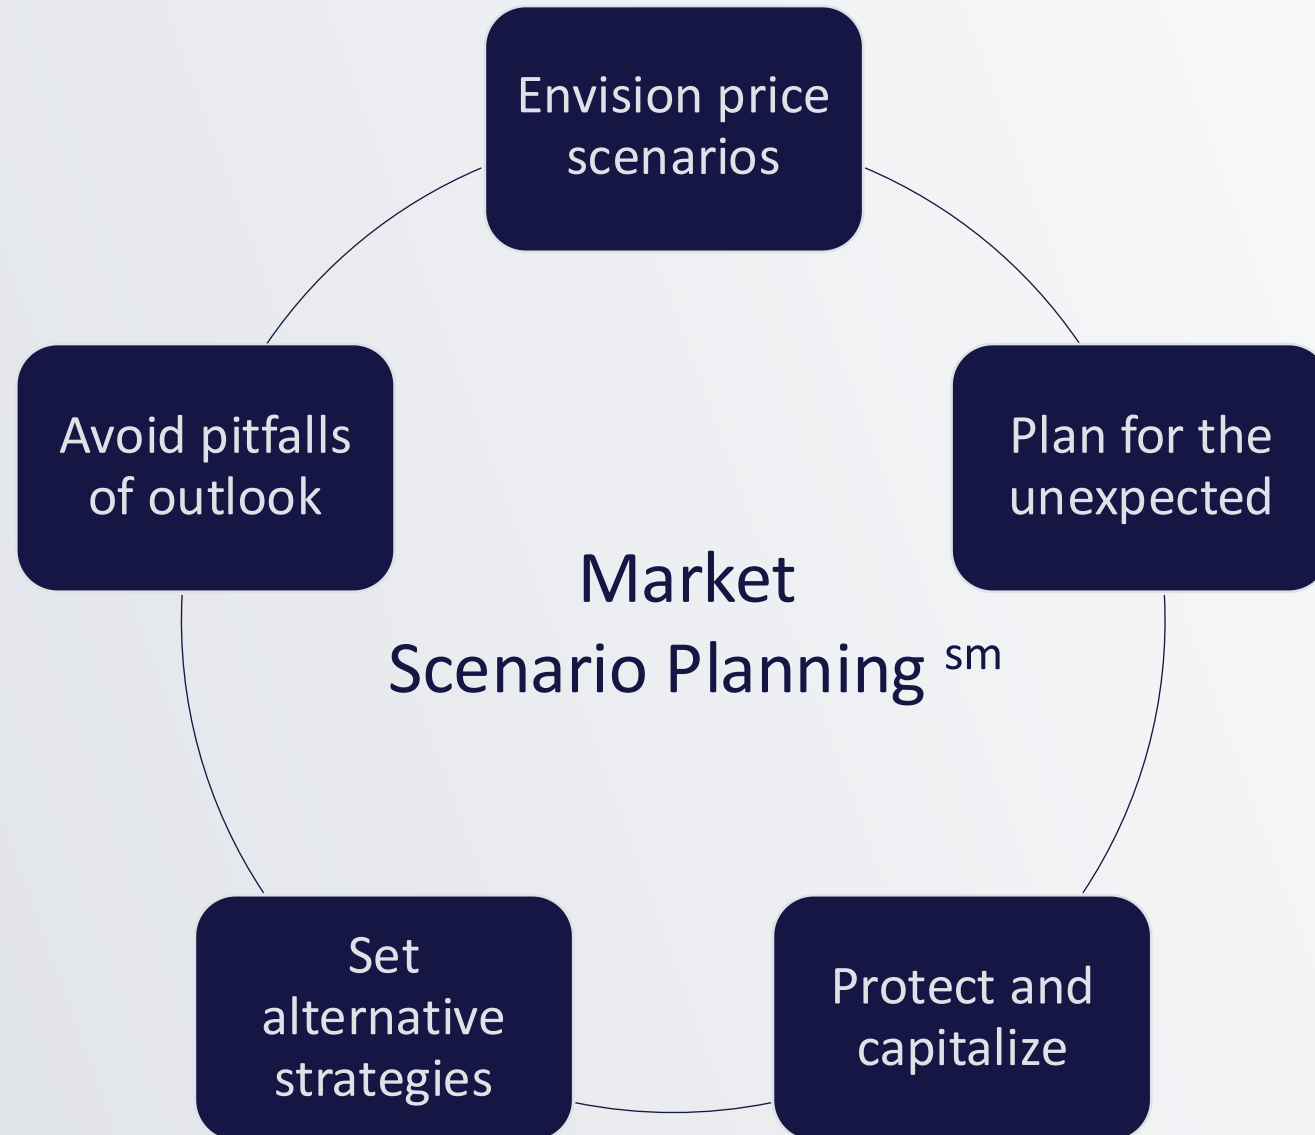 Envision price
scenarios
Avoid pitfalls
of outlook
Plan for the
unexpected
Market
Scenario Planning sm
Set
alternative
strategies
Protect and
capitalize